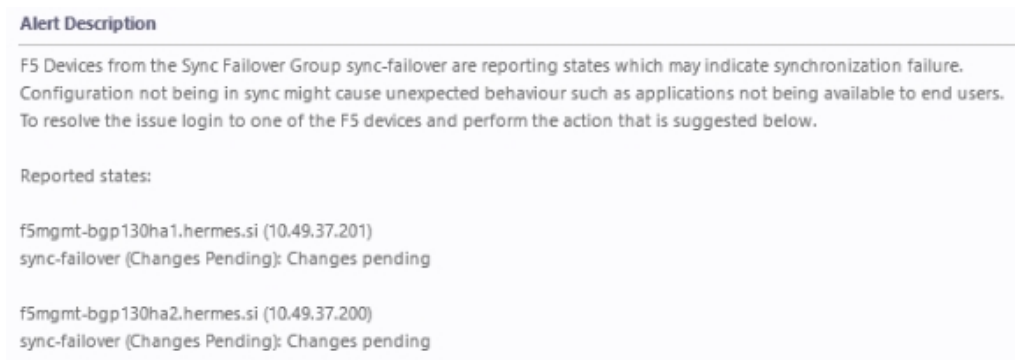 Alert Description
F5 Devices from the Sync Failover Group sync-failover are reporting states which may indicate synchronization failure.
Configuration not being in sync might cause unexpected behaviour such as applications not being available to end users.
To resolve the issue login to one of the F5 devices and perform the action that is suggested below.
Reported states:
f5mgmt-bgp130ha1.hermes.si (10.49.37.201)
sync-failover (Changes Pending): Changes pending
f5mgmt-bgp130ha2.hermes.si (10.49.37.200)
sync-failover (Changes Pending): Changes pending